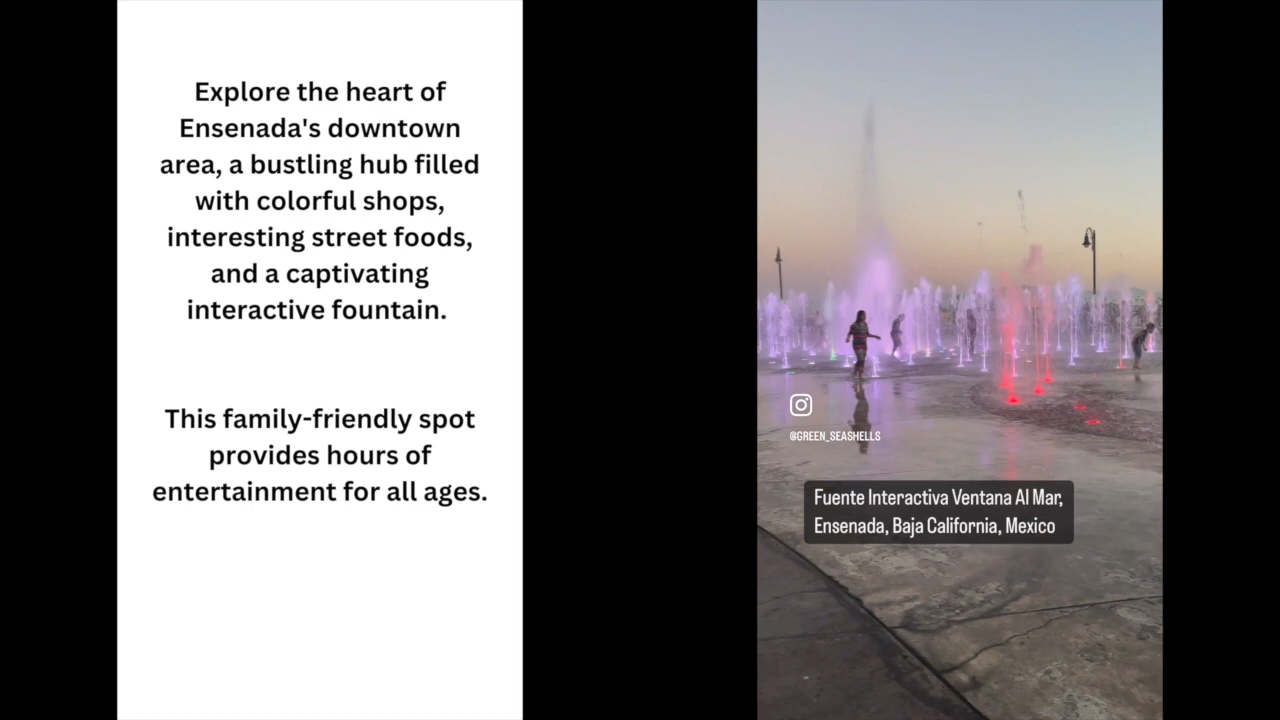 Explore the heart of
Ensenada's downtown
area, a bustling hub filled
with colorful shops,
interesting street foods,
and a captivating
interactive fountain.
This family-friendly spot
provides hours of
entertainment for all ages.
@GREEN_SEASHELLS
Fuente Interactiva Ventana Al Mar,
Ensenada, Baja California, Mexico